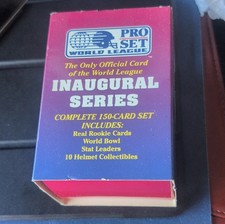 PRO
SET
WORLD LEAGUE
The Only Official Card
of the World League
INAUGURAL
SERIES
COMPLETE 150-CARD SET
INCLUDES:
Real Rookie Cards
World Bowl
Stat Leaders
10 Helmet Collectibles